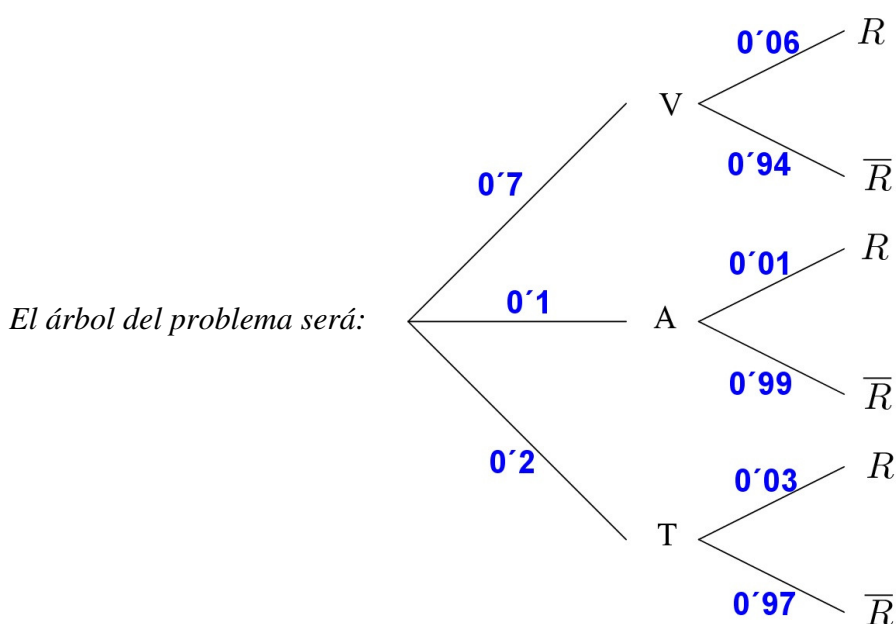 0´06 R
V
0´94 R̅
0´7
0´01 R
El árbol del problema será: 0´1 A
0´99 R̅
0´2
0´03 R
T
0´97 R̅